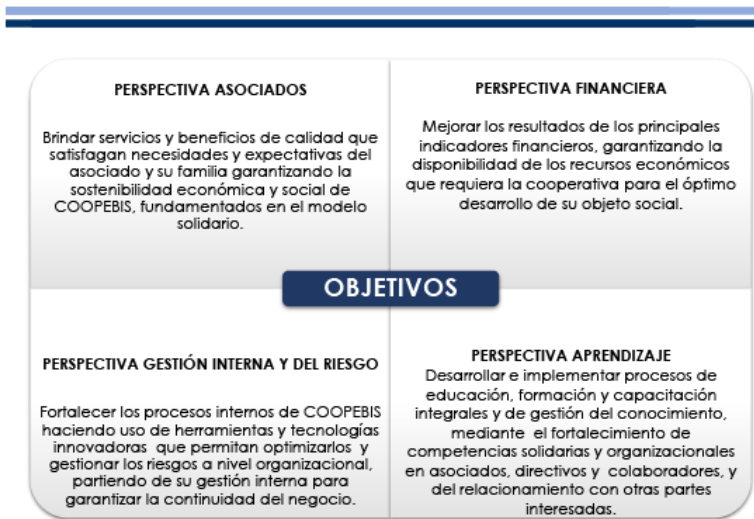 PERSPECTIVA ASOCIADOS
Brindar servicios y beneficios de calidad que
satisfagan necesidades y expectativas del
asociado y su familia garantizando la
sostenibilidad económica y social de
COOPEBIS, fundamentados en el modelo
solidario.
PERSPECTIVA FINANCIERA
Mejorar los resultados de los principales
indicadores financieros, garantizando la
disponibilidad de los recursos económicos
que requiera la cooperativa para el óptimo
desarrollo de su objeto social.
OBJETIVOS
PERSPECTIVA GESTIÓN INTERNA Y DEL RIESGO
Fortalecer los procesos internos de COOPEBIS
haciendo uso de herramientas y tecnologías
innovadoras que permitan optimizarlos y
gestionar los riesgos a nivel organizacional,
partiendo de su gestión interna para
garantizar la continuidad del negocio.
PERSPECTIVA APRENDIZAJE
Desarrollar e implementar procesos de
educación, formación y capacitación
integrales y de gestión del conocimiento,
mediante el fortalecimiento de
competencias solidarias y organizacionales
en asociados, directivos y colaboradores, y
del relacionamiento con otras partes
interesadas.